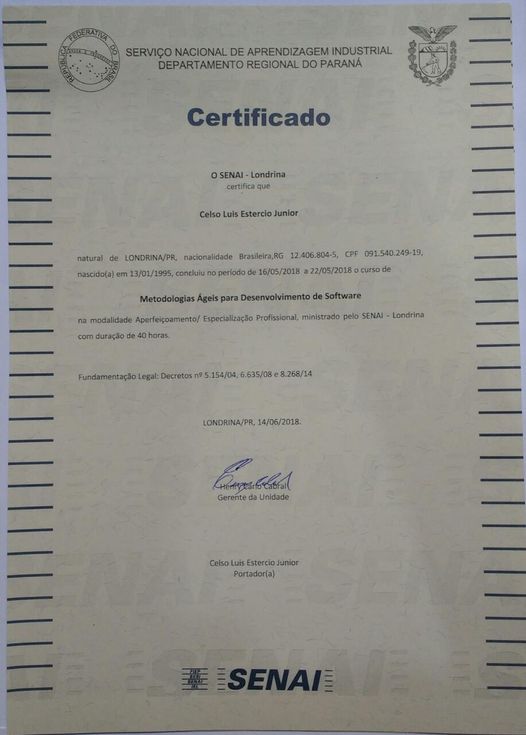 REPÚBLICA FEDERATIVA DO BRASIL
SERVIÇO NACIONAL DE APRENDIZAGEM INDUSTRIAL
DEPARTAMENTO REGIONAL DO PARANÁ
Certificado
O SENAI - Londrina
certifica que
Celso Luis Estercio Junior
natural de LONDRINA/PR, nacionalidade Brasileira,RG 12.406.804-5, CPF 091.540.249-19,
nascido(a) em 13/01/1995, concluiu no período de 16/05/2018 a 22/05/2018 o curso de
Metodologias Ágeis para Desenvolvimento de Software
na modalidade Aperfeiçoamento/ Especialização Profissional, ministrado pelo SENAI - Londrina
com duração de 40 horas.
Fundamentação Legal: Decretos nº 5.154/04, 6.635/08 e 8.268/14
LONDRINA/PR, 14/06/2018.
Cabral
Gerente da Unidade
Celso Luis Estercio Junior
Portador(a)
SENAI